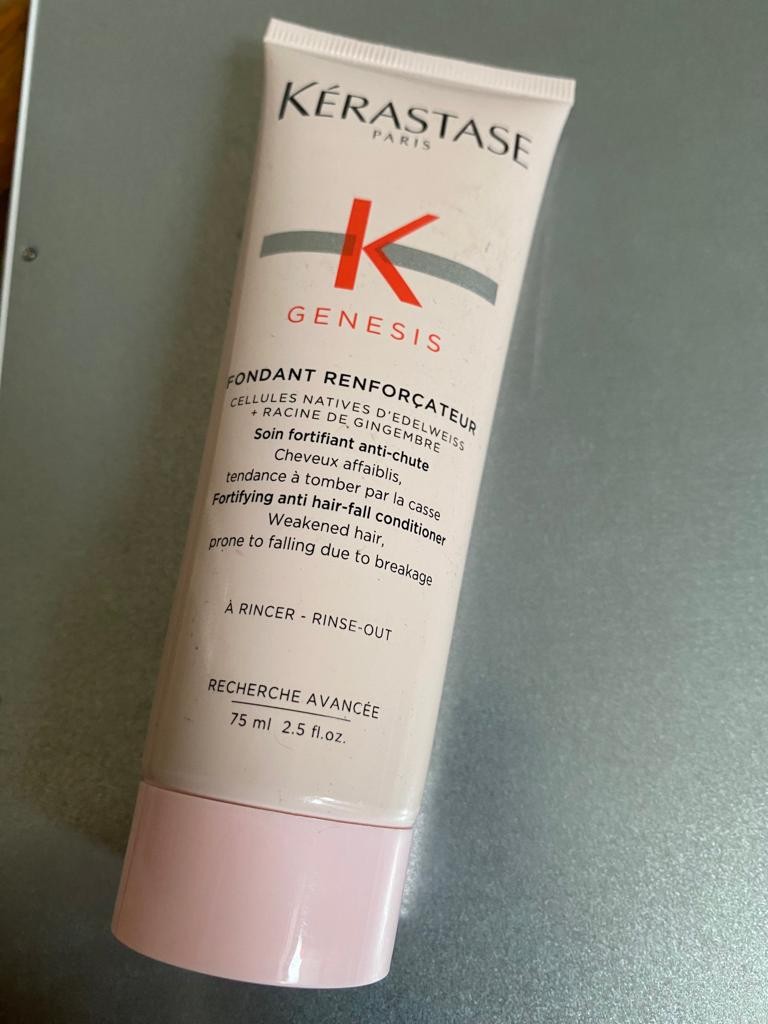 KÉRASTASE
PARIS
K
GENESIS
FONDANT RENFORÇATEUR
CELLULES NATIVES D'EDELWEISS
+ RACINE DE GINGEMBRE
Soin fortifiant anti-chute
Cheveux affaiblis,
tendance à tomber par la casse
Fortifying anti hair-fall conditioner
Weakened hair,
prone to falling due to breakage
À RINCER - RINSE-OUT
RECHERCHE AVANCÉE
75 ml 2.5 fl.oz.